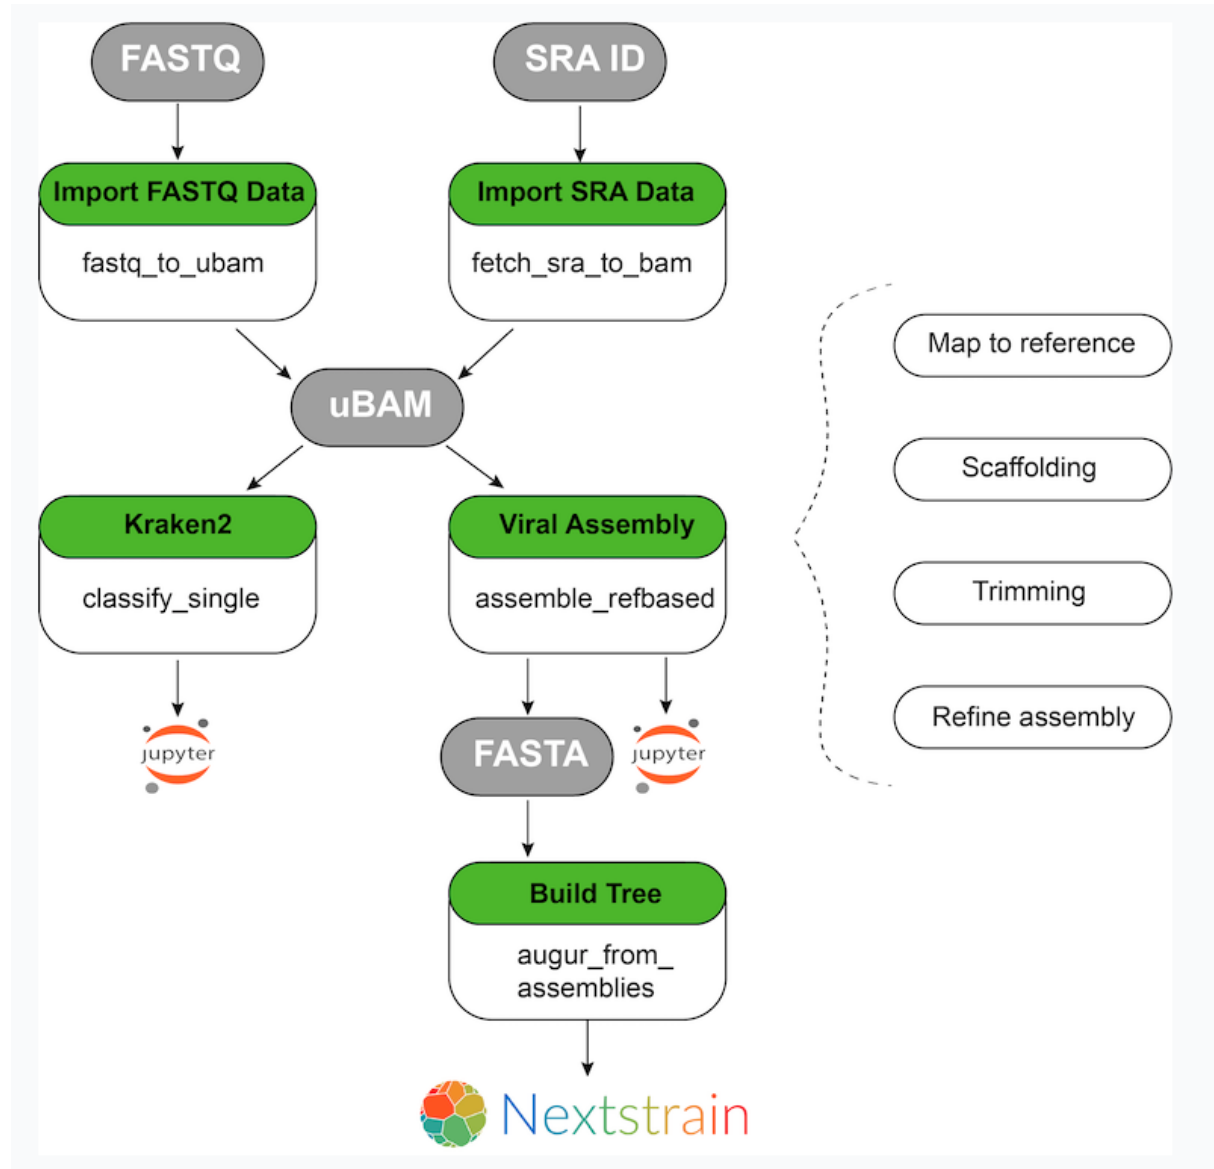 FASTQ
SRA ID
Import FASTQ Data
Import SRA Data
fastq_to_ubam
fetch_sra_to_bam
uBAM
Kraken2
Viral Assembly
classify_single
assemble_refbased
Map to reference
Scaffolding
Trimming
Refine assembly
jupyter
FASTA
jupyter
Build Tree
augur_from_
assemblies
Nextstrain